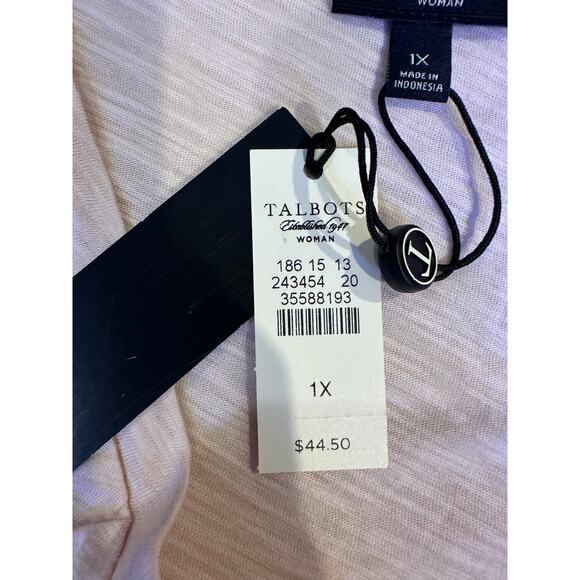 WOMAN
1X
MADE IN
INDONESIA
TALBOTS
Established 1947
WOMAN
186 15 13
243454 20
35588193
1X
$44.50
T